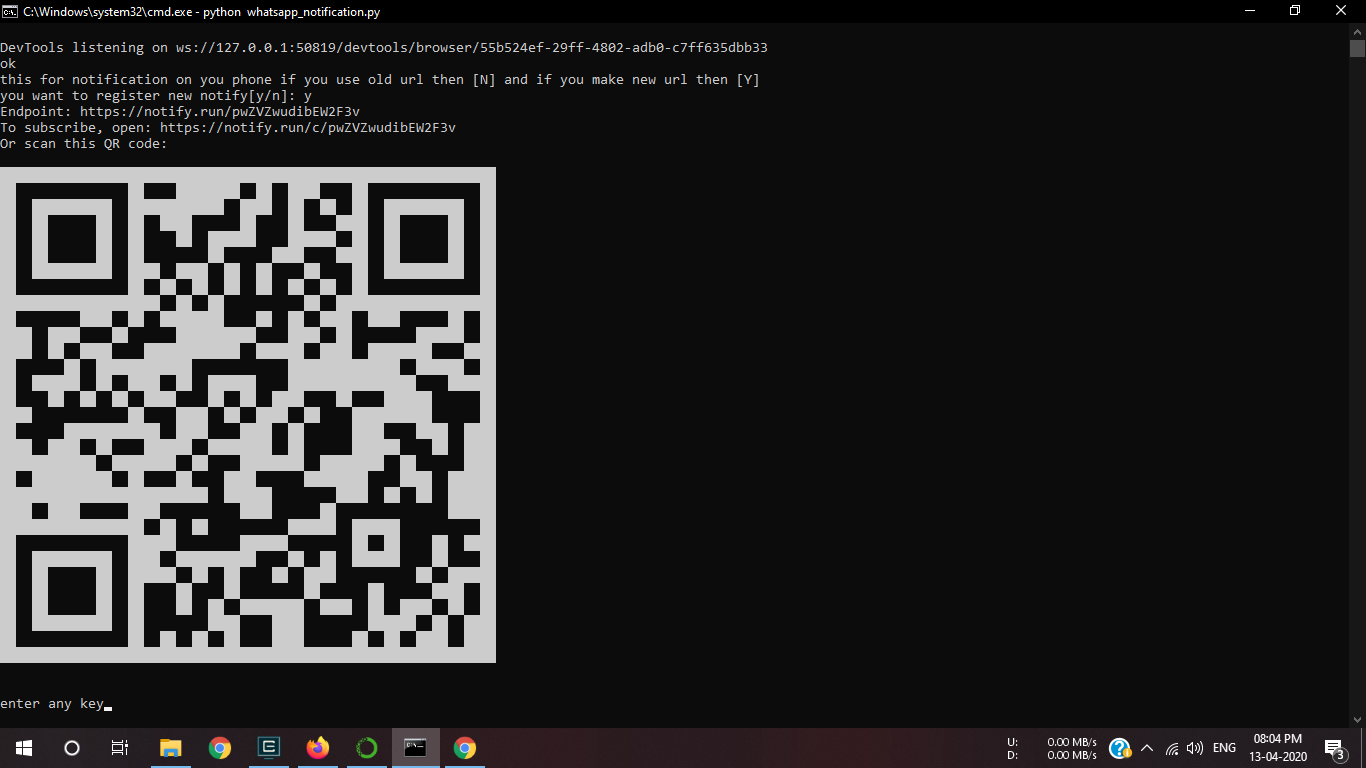 C:\Windows\system32\cmd.exe - python  whatsapp_notification.py
DevTools listening on ws://127.0.0.1:50819/devtools/browser/55b524ef-29ff-4802-adb0-c7ff635dbb33
ok
this for notification on you phone if you use old url then [N] and if you make new url then [Y]
you want to register new notify[y/n]: y
Endpoint: https://notify.run/pwZVZwudibEW2F3v
To subscribe, open: https://notify.run/c/pwZVZwudibEW2F3v
Or scan this QR code:
enter any key
U: 0.00 MB/s
D: 0.00 MB/s
ENG
08:04 PM
13-04-2020
3